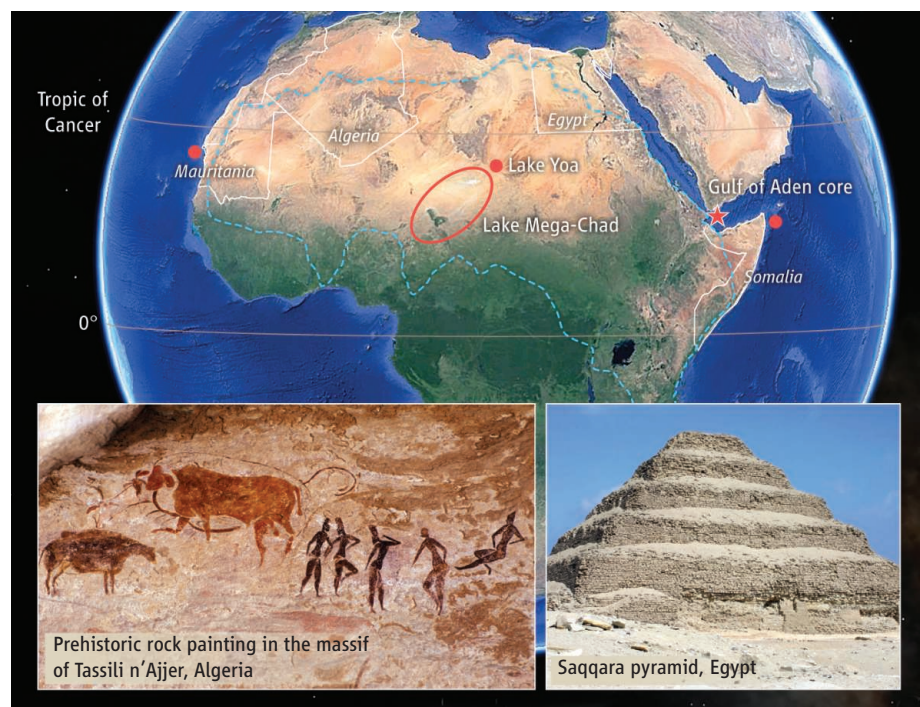 Tropic of
Cancer
Algeria
Egypt
Mauritania
Lake Yoa
Gulf of Aden core
Lake Mega-Chad
Somalia
0°
Prehistoric rock painting in the massif
of Tassili n’Ajjer, Algeria
Saqqara pyramid, Egypt